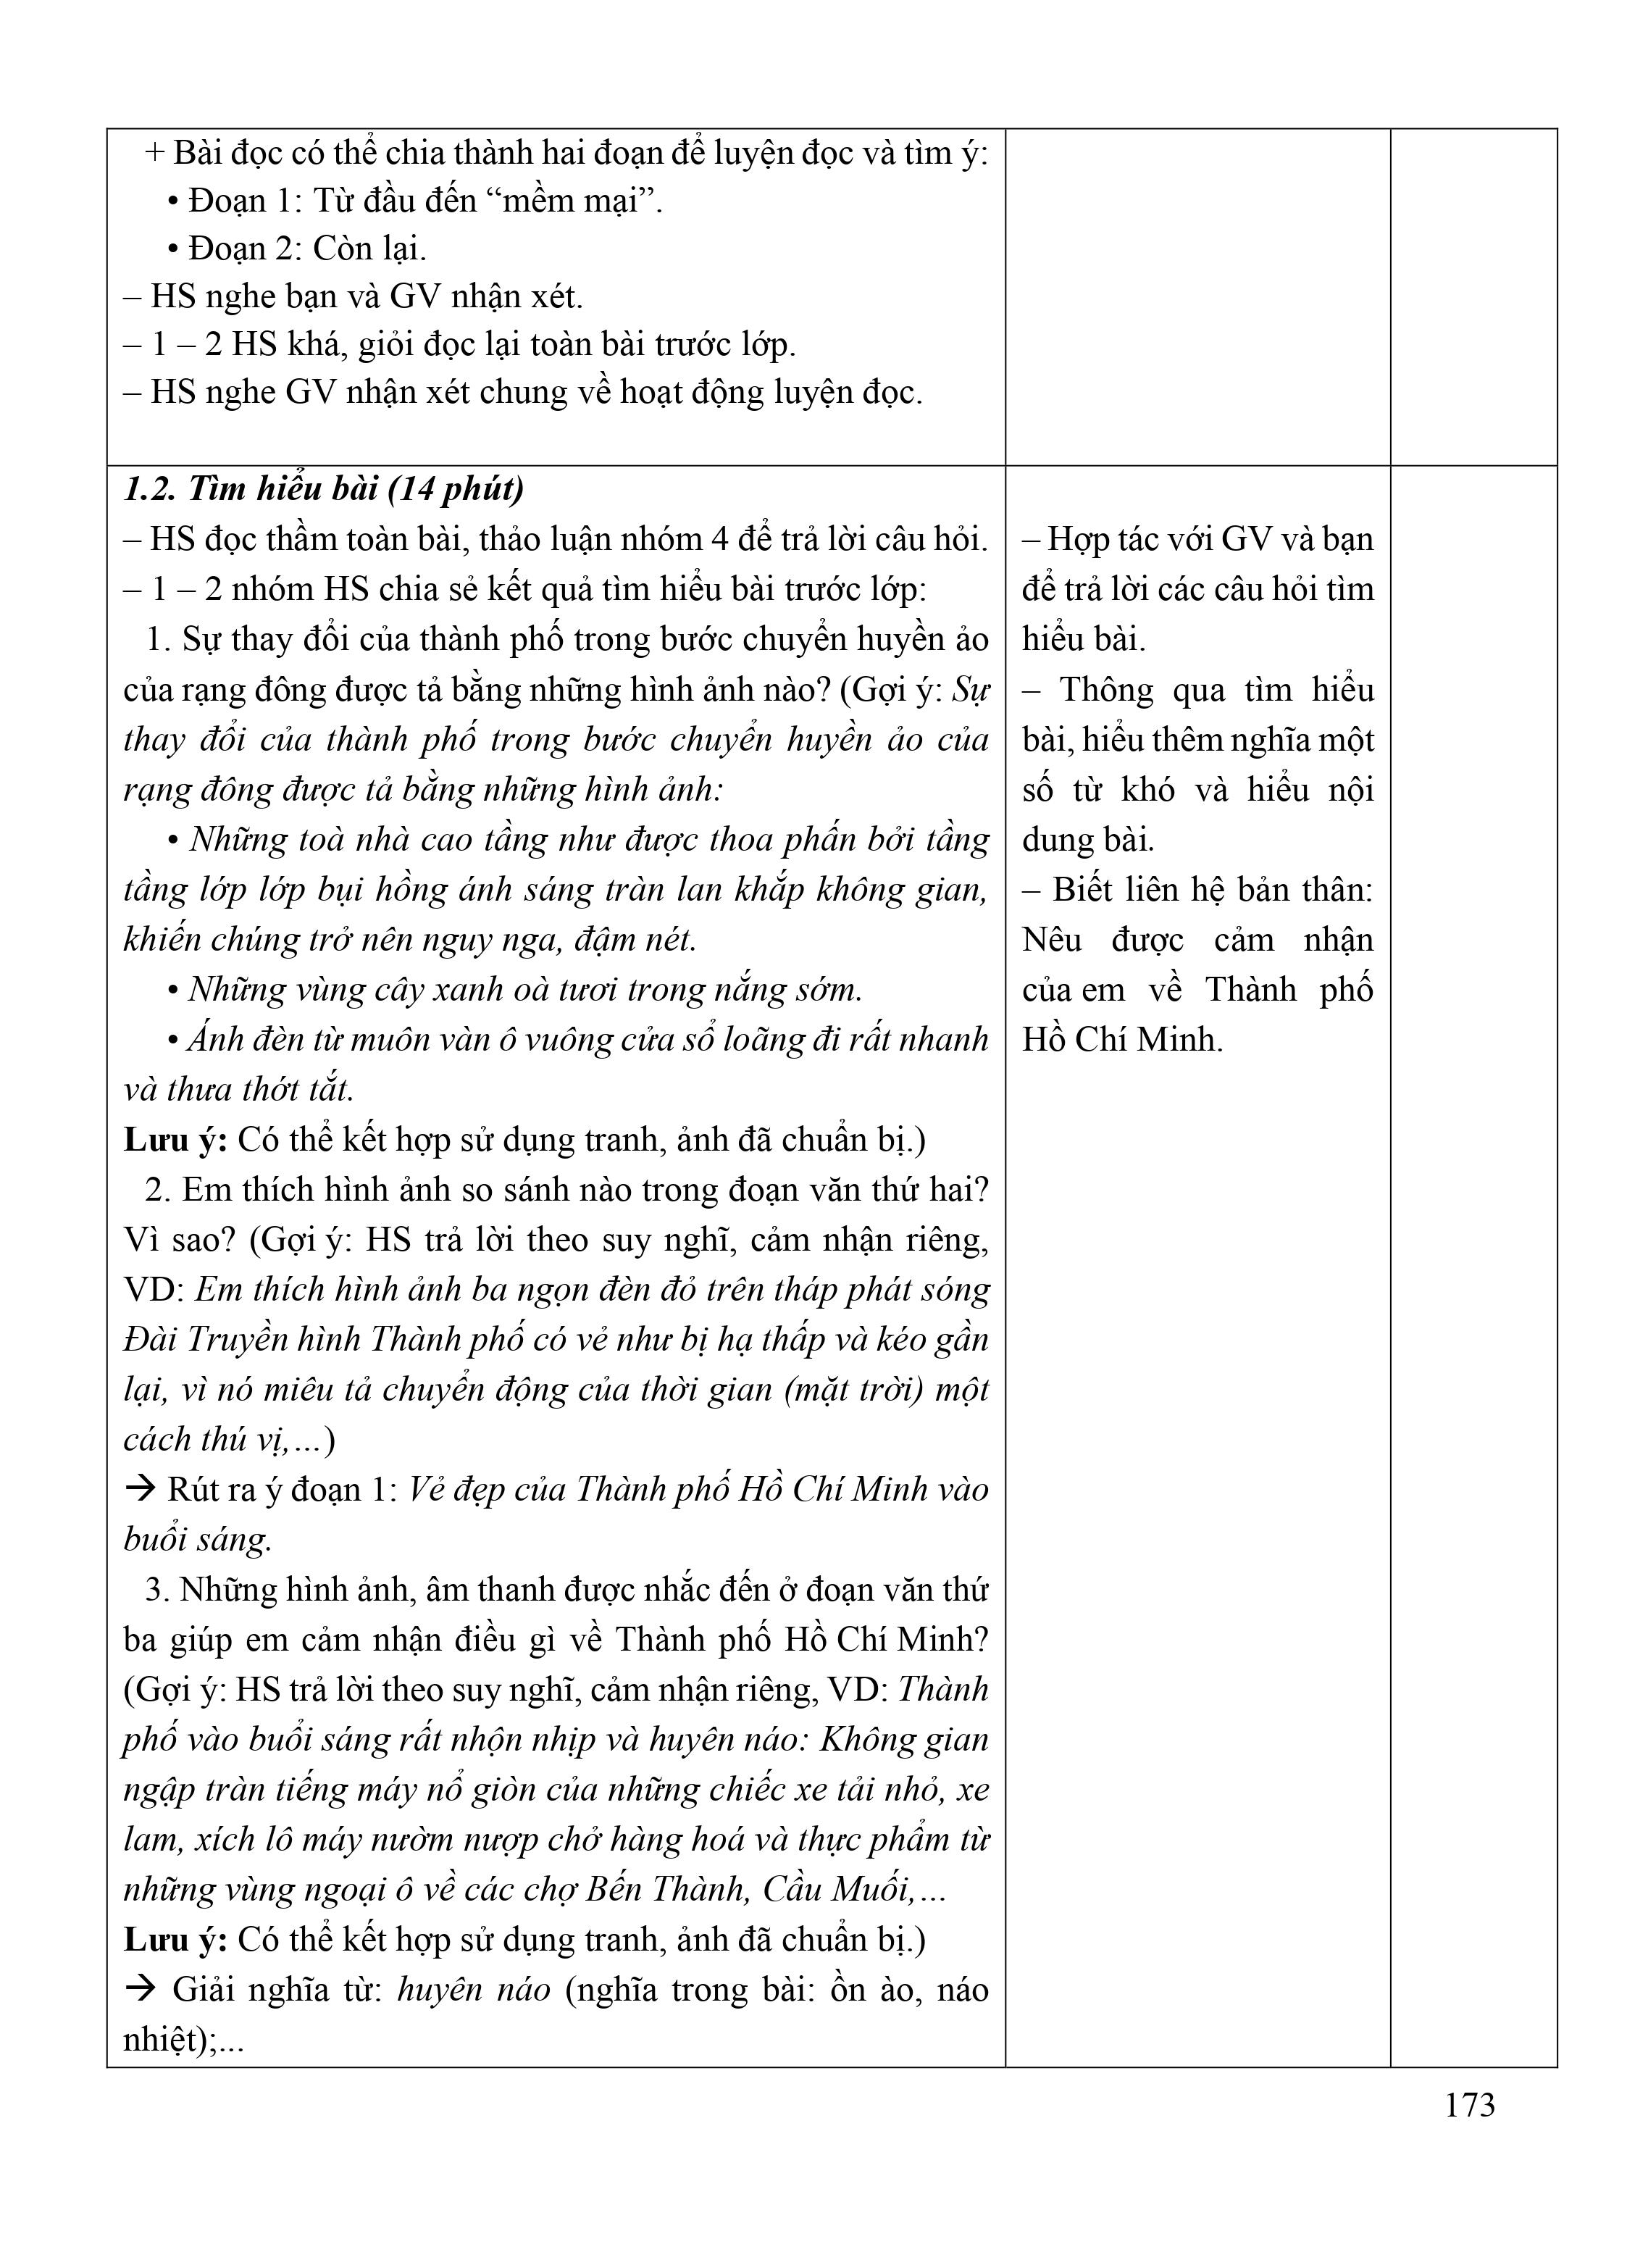 + Bài đọc có thể chia thành hai đoạn để luyện đọc và tìm ý:
• Đoạn 1: Từ đầu đến “mềm mại”.
• Đoạn 2: Còn lại.
– HS nghe bạn và GV nhận xét.
– 1 – 2 HS khá, giỏi đọc lại toàn bài trước lớp.
– HS nghe GV nhận xét chung về hoạt động luyện đọc.
1.2. Tìm hiểu bài (14 phút)
– HS đọc thầm toàn bài, thảo luận nhóm 4 để trả lời câu hỏi.
– 1 – 2 nhóm HS chia sẻ kết quả tìm hiểu bài trước lớp:
1. Sự thay đổi của thành phố trong bước chuyển huyền ảo
của rạng đông được tả bằng những hình ảnh nào? (Gợi ý: Sự
thay đổi của thành phố trong bước chuyển huyền ảo của
rạng đông được tả bằng những hình ảnh:
• Những toà nhà cao tầng như được thoa phấn bởi tầng
tầng lớp lớp bụi hồng ánh sáng tràn lan khắp không gian,
khiến chúng trở nên nguy nga, đậm nét.
• Những vùng cây xanh oà tươi trong nắng sớm.
• Ánh đèn từ muôn vàn ô vuông cửa sổ loãng đi rất nhanh
và thưa thớt tắt.
Lưu ý: Có thể kết hợp sử dụng tranh, ảnh đã chuẩn bị.)
2. Em thích hình ảnh so sánh nào trong đoạn văn thứ hai?
Vì sao? (Gợi ý: HS trả lời theo suy nghĩ, cảm nhận riêng,
VD: Em thích hình ảnh ba ngọn đèn đỏ trên tháp phát sóng
Đài Truyền hình Thành phố có vẻ như bị hạ thấp và kéo gần
lại, vì nó miêu tả chuyển động của thời gian (mặt trời) một
cách thú vị,…)
→ Rút ra ý đoạn 1: Vẻ đẹp của Thành phố Hồ Chí Minh vào
buổi sáng.
3. Những hình ảnh, âm thanh được nhắc đến ở đoạn văn thứ
ba giúp em cảm nhận điều gì về Thành phố Hồ Chí Minh?
(Gợi ý: HS trả lời theo suy nghĩ, cảm nhận riêng, VD: Thành
phố vào buổi sáng rất nhộn nhịp và huyên náo: Không gian
ngập tràn tiếng máy nổ giòn của những chiếc xe tải nhỏ, xe
lam, xích lô máy nườm nượp chở hàng hoá và thực phẩm từ
những vùng ngoại ô về các chợ Bến Thành, Cầu Muối,…
Lưu ý: Có thể kết hợp sử dụng tranh, ảnh đã chuẩn bị.)
→ Giải nghĩa từ: huyên náo (nghĩa trong bài: ồn ào, náo
nhiệt);...
– Hợp tác với GV và bạn
để trả lời các câu hỏi tìm
hiểu bài.
– Thông qua tìm hiểu
bài, hiểu thêm nghĩa một
số từ khó và hiểu nội
dung bài.
– Biết liên hệ bản thân:
Nêu được cảm nhận
của em về Thành phố
Hồ Chí Minh.
173